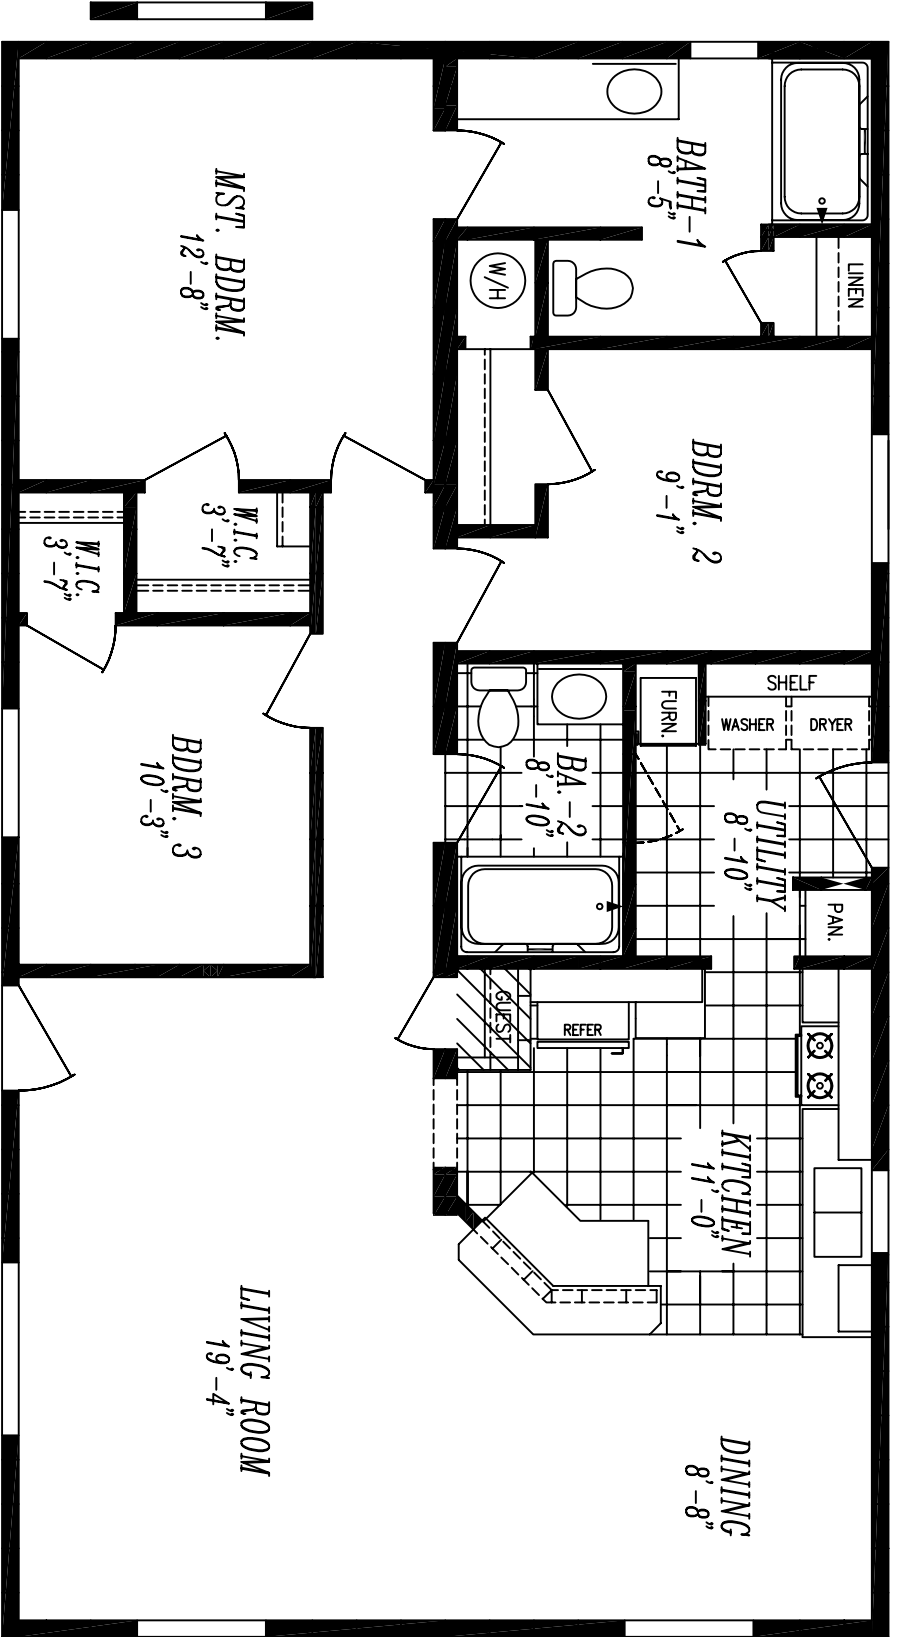 BATH-1
8'-5"
LINEN
W/H
MST. BDRM.
12'-8"
BDRM. 2
9'-1"
W.I.C.
3'-7"
W.I.C.
3'-7"
SHELF
WASHER
DRYER
FURN.
BA.-2
8'-10"
UTILITY
8'-10"
BDRM. 3
10'-3"
PAN.
GUEST
REFER
KITCHEN
11'-0"
LIVING ROOM
19'-4"
DINING
8'-8"